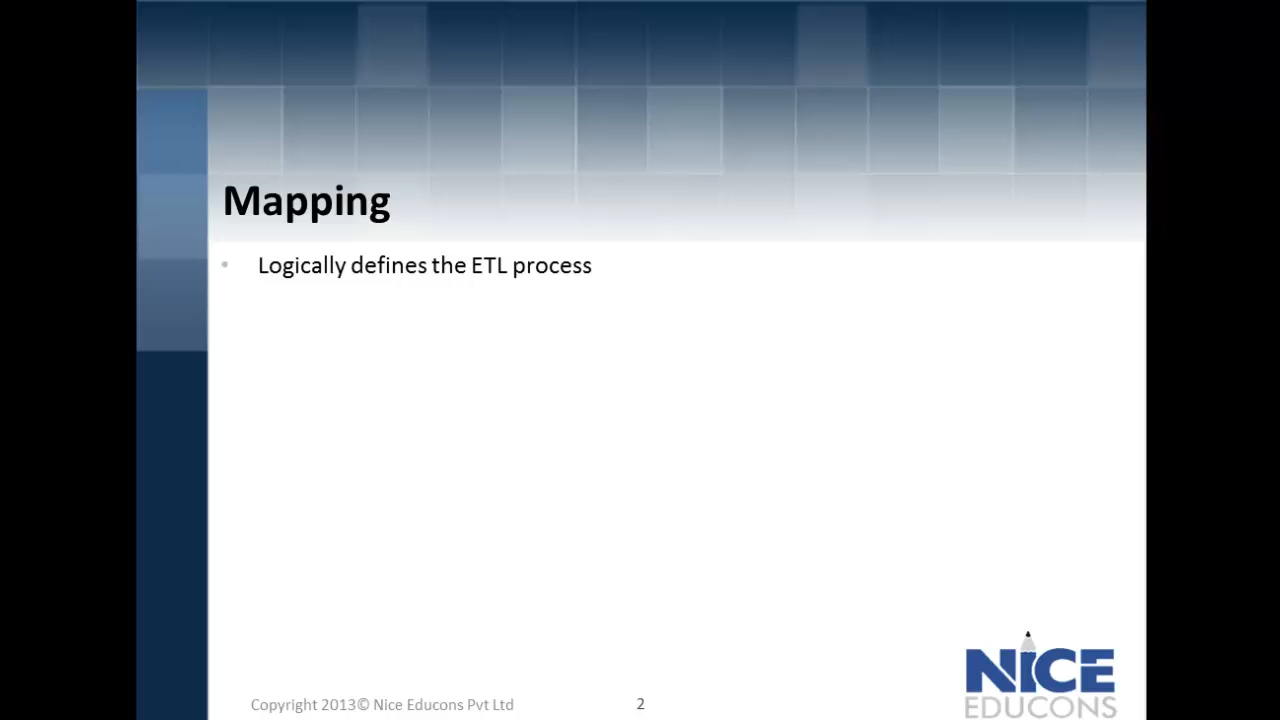 Mapping
• Logically defines the ETL process
Copyright 2013© Nice Educons Pvt Ltd
2
NICE
EDUCONS